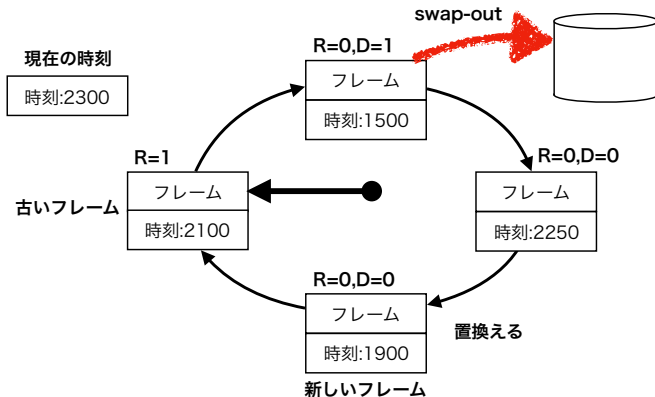 swap-out
R=0,D=1
現在の時刻
時刻:2300
フレーム
時刻:1500
R=1
フレーム
時刻:2100
古いフレーム
R=0,D=0
フレーム
時刻:2250
R=0,D=0
フレーム
時刻:1900
置換える
新しいフレーム